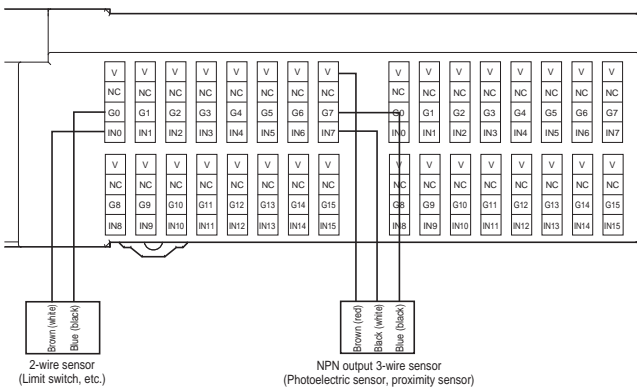 V V V V V V V V V V V V V V V V
NC NC NC NC NC NC NC NC NC NC NC NC NC NC NC NC
G0 G1 G2 G3 G4 G5 G6 G7 G0 G1 G2 G3 G4 G5 G6 G7
IN0 IN1 IN2 IN3 IN4 IN5 IN6 IN7 IN0 IN1 IN2 IN3 IN4 IN5 IN6 IN7
V V V V V V V V V V V V V V V V
NC NC NC NC NC NC NC NC NC NC NC NC NC NC NC NC
G8 G9 G10 G11 G12 G13 G14 G15 G8 G9 G10 G11 G12 G13 G14 G15
IN8 IN9 IN10 IN11 IN12 IN13 IN14 IN15 IN8 IN9 IN10 IN11 IN12 IN13 IN14 IN15
Brown (white)
Blue (black)
2-wire sensor
(Limit switch, etc.)
Brown (red)
Black (white)
Blue (black)
NPN output 3-wire sensor
(Photoelectric sensor, proximity sensor)